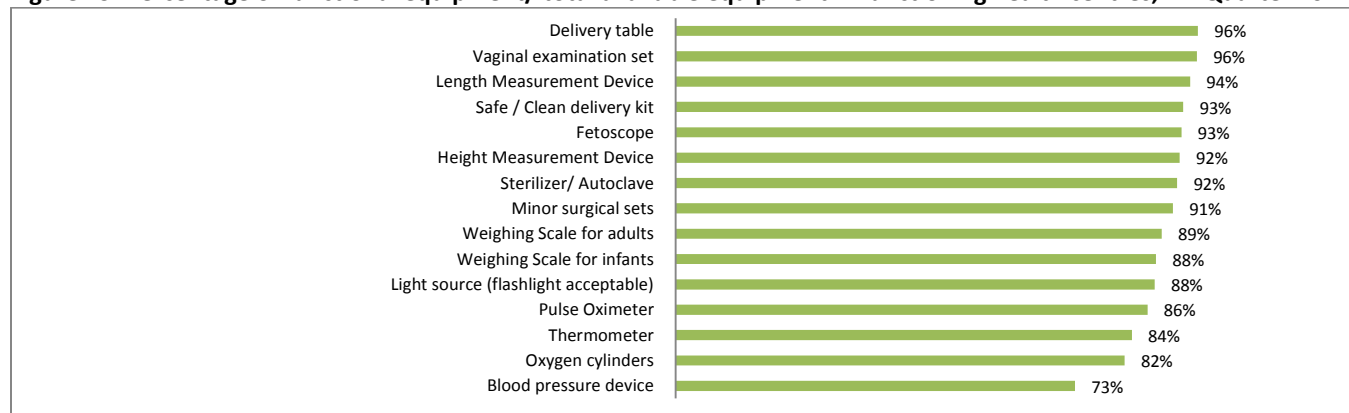 Delivery table 96%
Vaginal examination set 96%
Length Measurement Device 94%
Safe / Clean delivery kit 93%
Fetoscope 93%
Height Measurement Device 92%
Sterilizer/ Autoclave 92%
Minor surgical sets 91%
Weighing Scale for adults 89%
Weighing Scale for infants 88%
Light source (flashlight acceptable) 88%
Pulse Oximeter 86%
Thermometer 84%
Oxygen cylinders 82%
Blood pressure device 73%